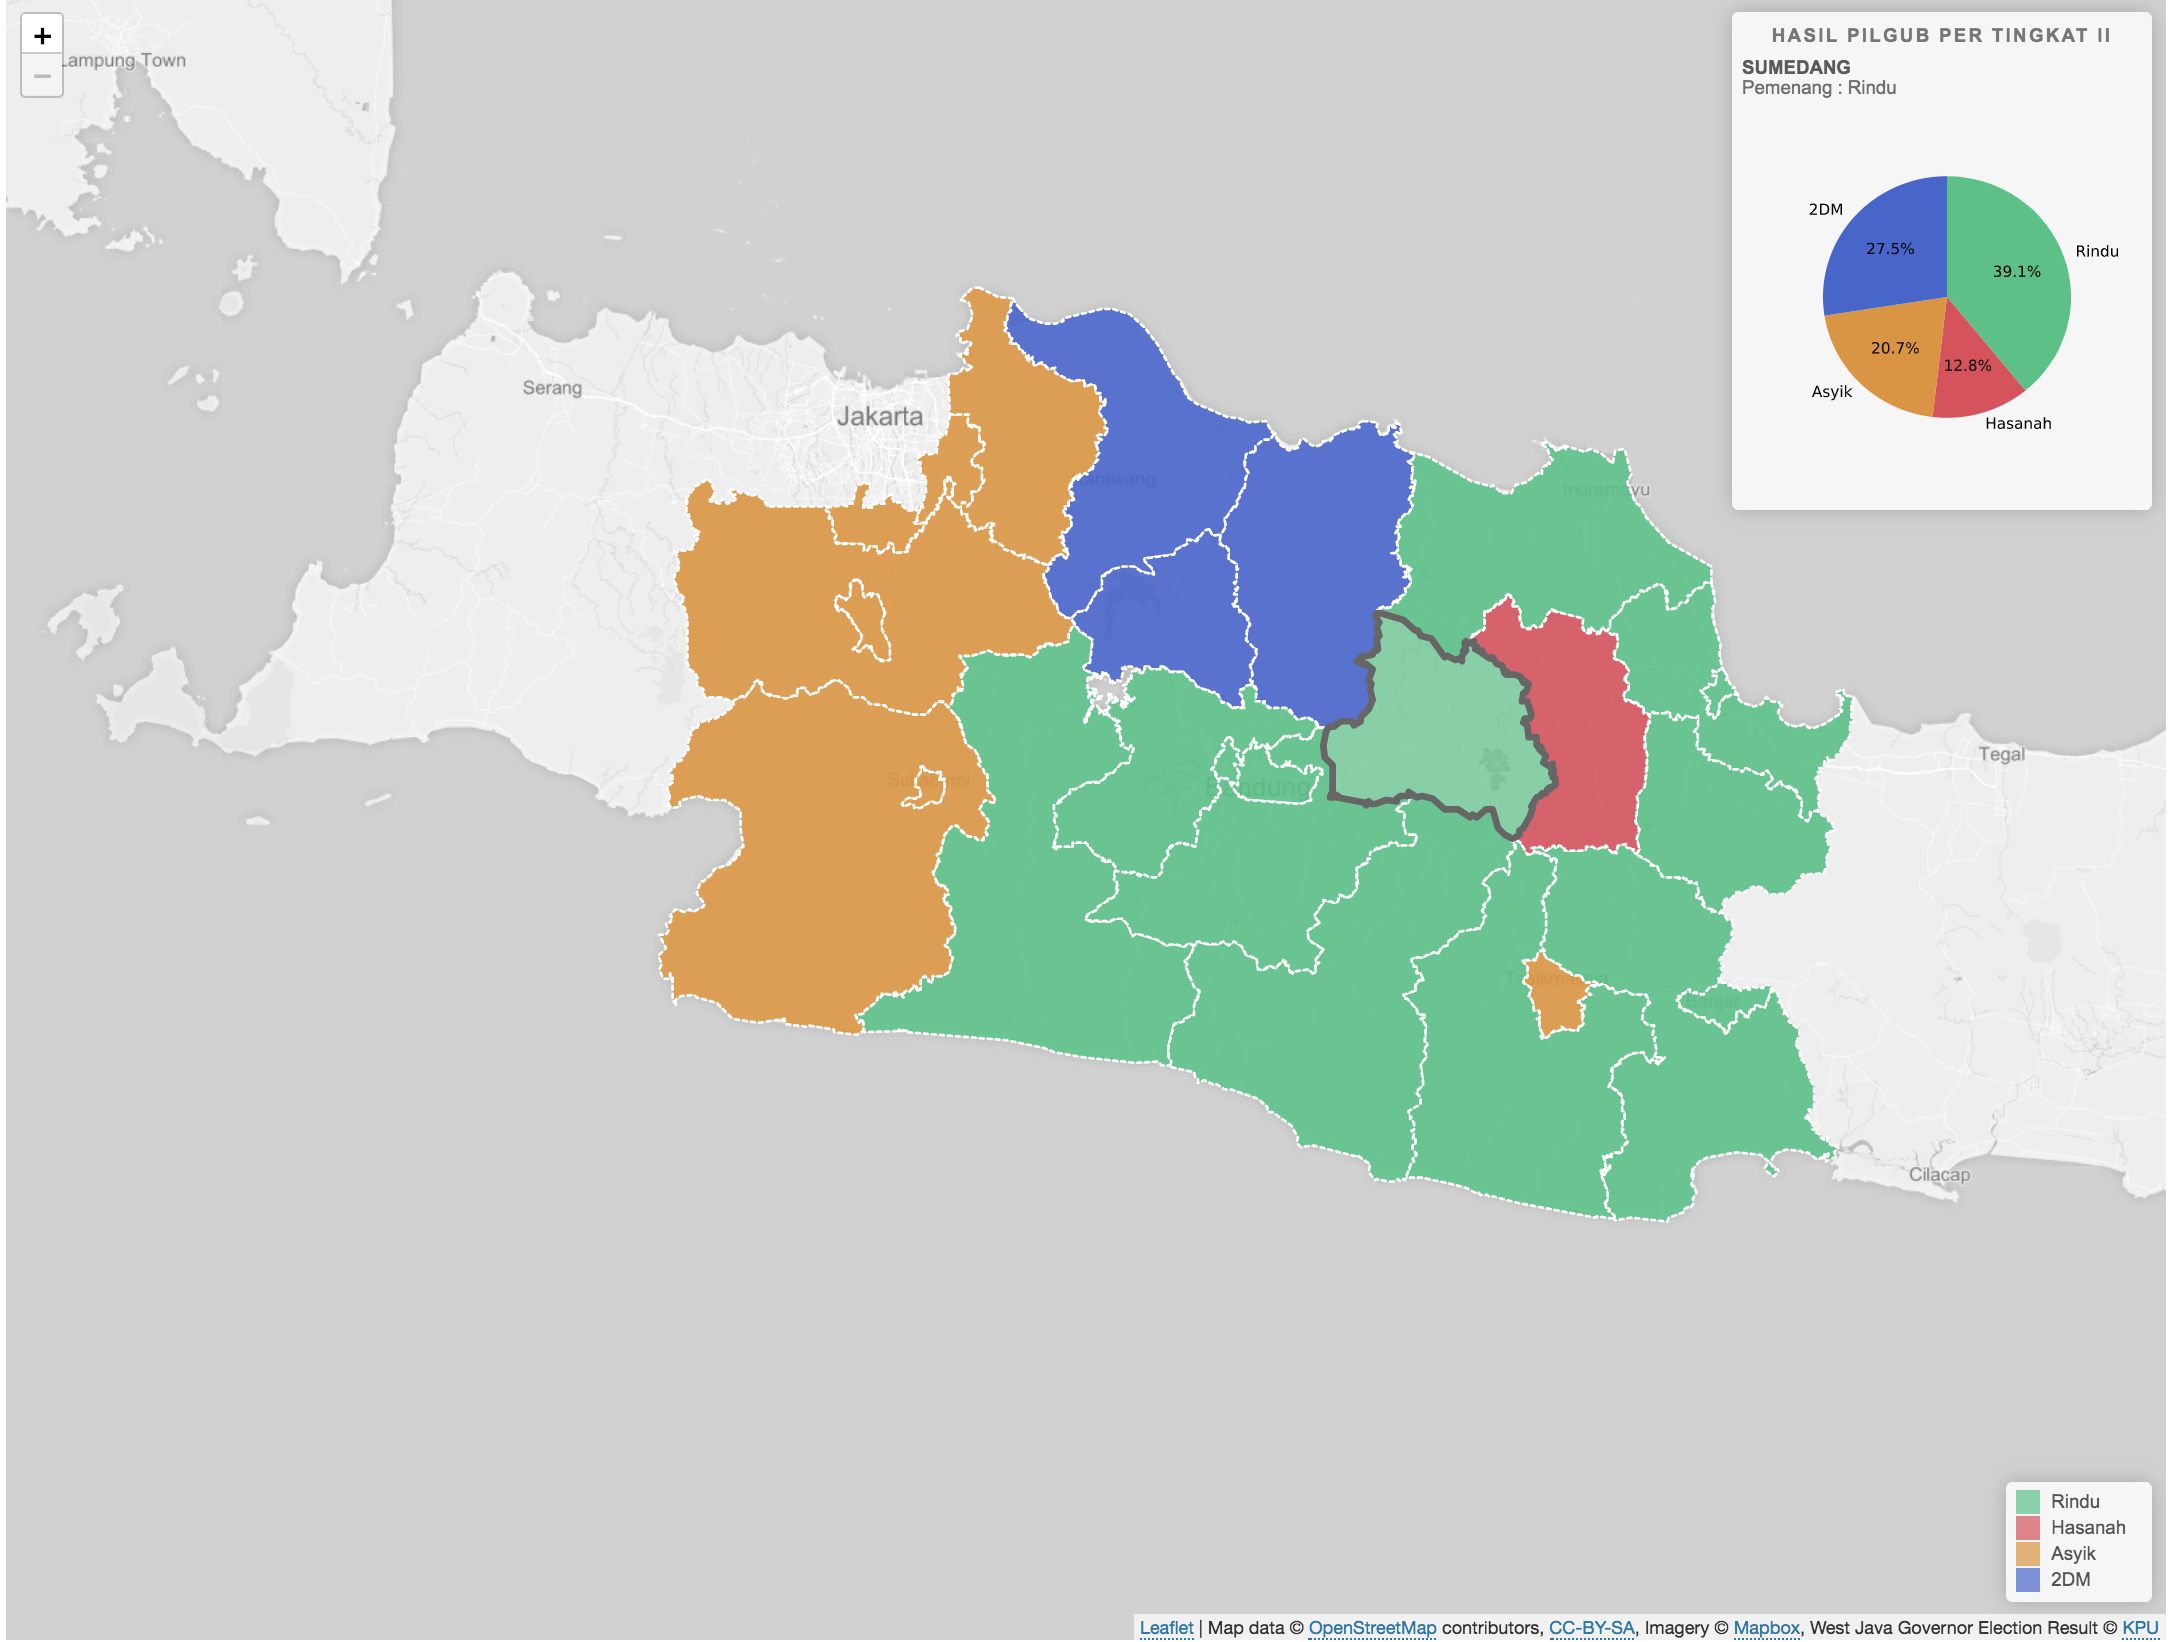 +
−
Lampung Town
HASIL PILGUB PER TINGKAT II
SUMEDANG
Pemenang : Rindu
2DM
27.5%
Rindu
39.1%
20.7%
12.8%
Asyik
Hasanah
Serang
Jakarta
Karawang
Indramayu
Tegal
Sukabumi
Bandung
Tasikmalaya
Banjar
Cilacap
Rindu
Hasanah
Asyik
2DM
Leaflet | Map data © OpenStreetMap contributors, CC-BY-SA, Imagery © Mapbox, West Java Governor Election Result © KPU